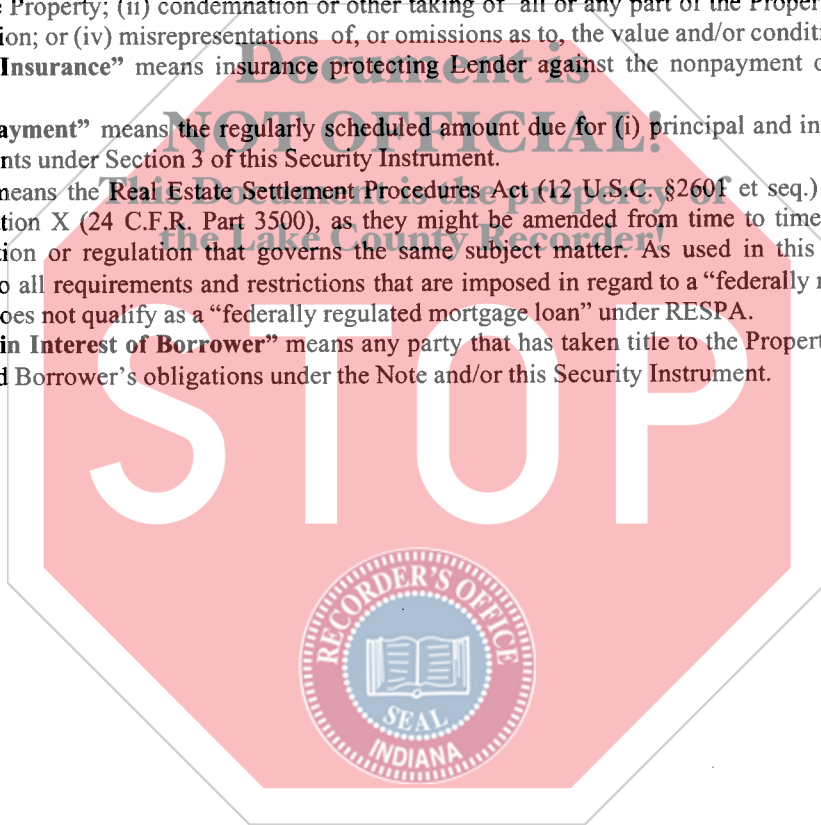 Property; (ii) condemnation or other taking of all or any part of the Proper
ion; or (iv) misrepresentations of, or omissions as to, the value and/or conditi
Document is
Insurance” means insurance protecting Lender against the nonpayment o
NOT OFFICIAL!
ayment” means the regularly scheduled amount due for (i) principal and in
nts under Section 3 of this Security Instrument.
This Document is the property of
means the Real Estate Settlement Procedures Act (12 U.S.C. §2601 et seq.)
tion X (24 C.F.R. Part 3500), as they might be amended from time to time
the Lake County Recorder!
ion or regulation that governs the same subject matter. As used in this
o all requirements and restrictions that are imposed in regard to a “federally r
oes not qualify as a “federally regulated mortgage loan” under RESPA.
in Interest of Borrower” means any party that has taken title to the Propert
d Borrower’s obligations under the Note and/or this Security Instrument.
STOP
RECORDER'S OFFICE
SEAL
INDIANA